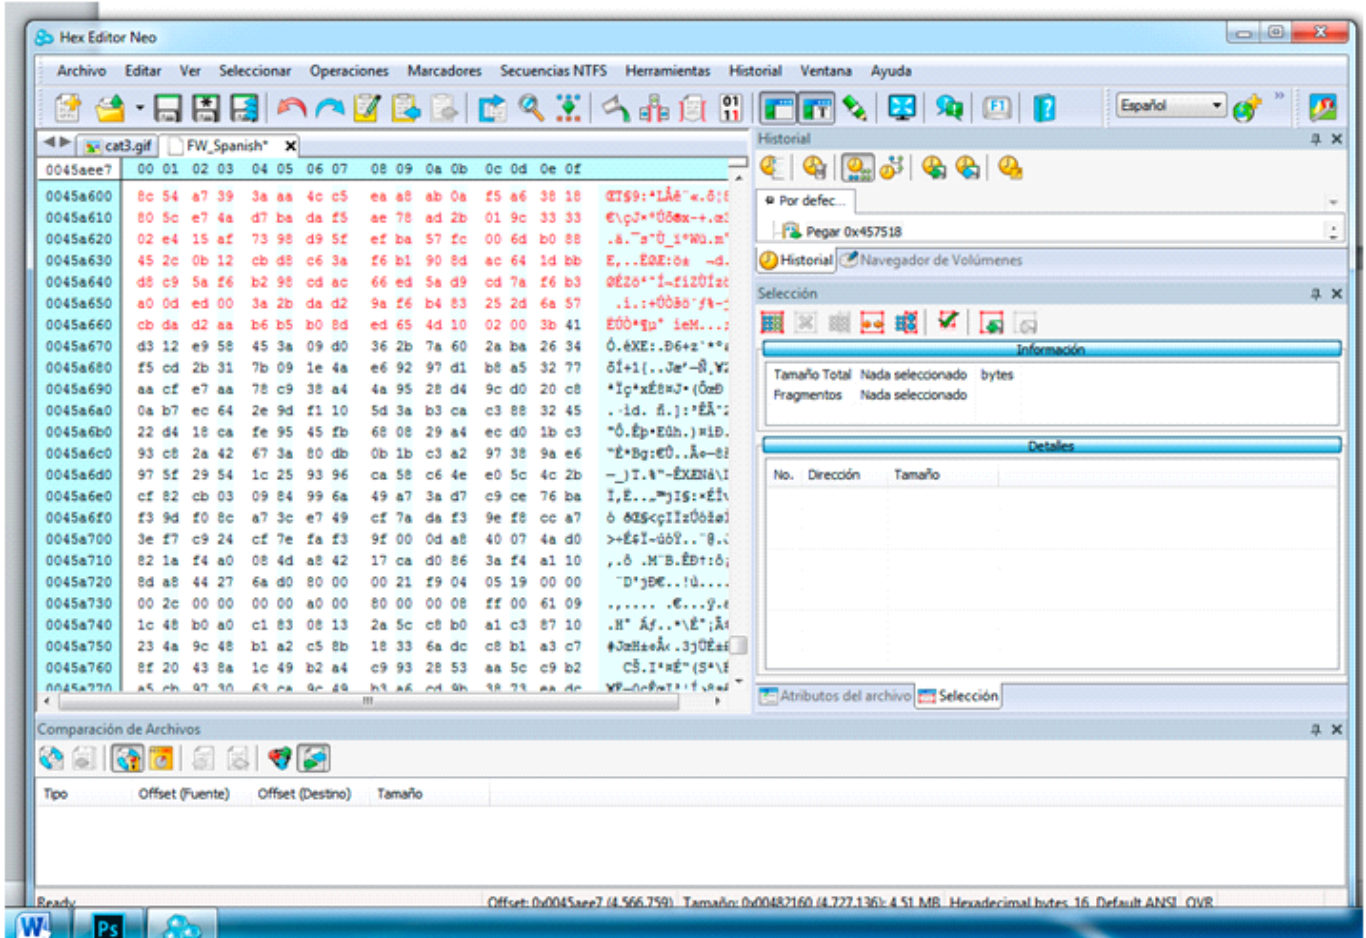 Hex Editor Neo
Archivo Editar Ver Seleccionar Operaciones Marcadores Secuencias NTFS Herramientas Historial Ventana Ayuda
Español
cat3.gif FW_Spanish*
0045aee7 00 01 02 03 04 05 06 07 08 09 0a 0b 0c 0d 0e 0f
0045a600 8c 54 a7 39 3a aa 4c c5 ea a8 ab 0a f5 a6 38 18
0045a610 80 5c e7 4a d7 ba da f5 ae 78 ad 2b 01 9c 33 33
0045a620 02 e4 15 af 73 98 d9 5f ef ba 57 fc 00 6d b0 88
0045a630 45 2c 0b 12 cb d8 c6 3a f6 b1 90 8d ac 64 1d bb
0045a640 d8 c9 5a f6 b2 98 cd ac 66 ed 5a d9 cd 7a f6 b3
0045a650 a0 0d ed 00 3a 2b da d2 9a f6 b4 83 25 2d 6a 57
0045a660 cb da d2 aa b6 b5 b0 8d ed 65 4d 10 02 00 3b 41
0045a670 d3 12 e9 58 45 3a 09 d0 36 2b 7a 60 2a ba 26 34
0045a680 f5 cd 2b 31 7b 09 1e 4a e6 92 97 d1 b8 a5 32 77
0045a690 aa cf e7 aa 78 c9 38 a4 4a 95 28 d4 9c d0 20 c8
0045a6a0 0a b7 ec 64 2e 9d f1 10 5d 3a b3 ca c3 88 32 45
0045a6b0 22 d4 18 ca fe 95 45 fb 68 08 29 a4 ec d0 1b c3
0045a6c0 93 c8 2a 42 67 3a 80 db 0b 1b c3 a2 97 38 9a e6
0045a6d0 97 5f 29 54 1c 25 93 96 ca 58 c6 4e e0 5c 4c 2b
0045a6e0 cf 82 cb 03 09 84 99 6a 49 a7 3a d7 c9 ce 76 ba
0045a6f0 f3 9d f0 8c a7 3c e7 49 cf 7a da f3 9e f8 cc a7
0045a700 3e f7 c9 24 cf 7e fa f3 9f 00 0d a8 40 07 4a d0
0045a710 82 1a f4 a0 08 4d a8 42 17 ca d0 86 3a f4 a1 10
0045a720 8d a8 44 27 6a d0 80 00 00 21 f9 04 05 19 00 00
0045a730 00 2c 00 00 00 00 a0 00 80 00 00 08 ff 00 61 09
0045a740 1c 48 b0 a0 c1 83 08 13 2a 5c c8 b0 a1 c3 87 10
0045a750 23 4a 9c 48 b1 a2 c5 8b 18 33 6a dc c8 b1 a3 c7
0045a760 8f 20 43 8a 1c 49 b2 a4 c9 93 28 53 aa 5c c9 b2
0045a770 a5 cb 97 30 63 ca 9c 49 b3 a6 cd 9b 38 73 ea dc
Historial
Por defec...
Pegar 0x457518
Historial Navegador de Volúmenes
Selección
Información
Tamaño Total Nada seleccionado bytes
Fragmentos Nada seleccionado
Detalles
No. Dirección Tamaño
Atributos del archivo Selección
Comparación de Archivos
Tipo Offset (Fuente) Offset (Destino) Tamaño
Ready Offset: 0x0045aee7 (4.566.759) Tamaño: 0x00482160 (4.727.136): 4.51 MB Hexadecimal bytes, 16, Default ANSI OVR
W Ps